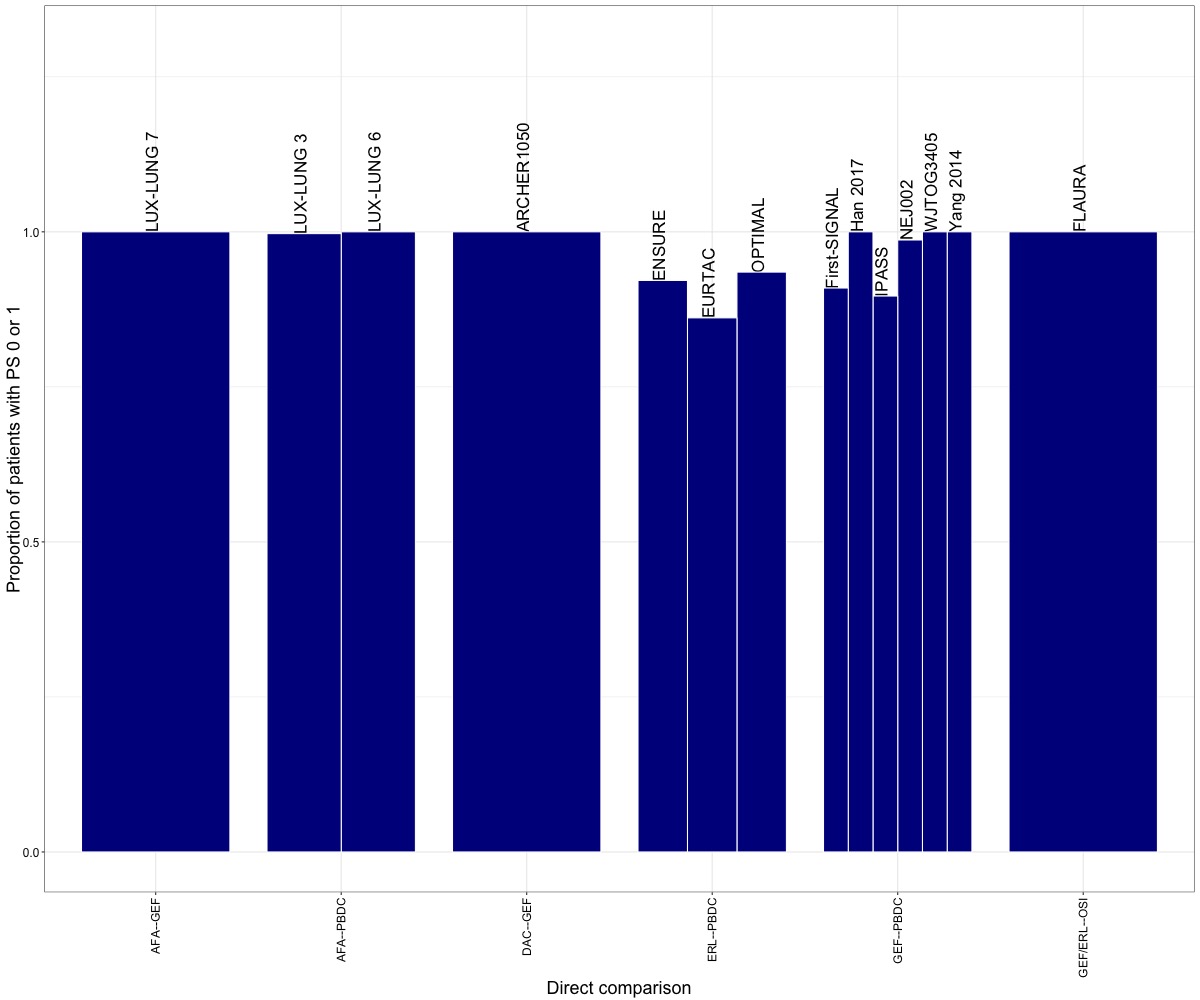 LUX-LUNG 7
LUX-LUNG 3
LUX-LUNG 6
ARCHER1050
ENSURE
EURTAC
OPTIMAL
First-SIGNAL
Han 2017
IPASS
NEJ002
WJTOG3405
Yang 2014
FLAURA
Proportion of patients with PS 0 or 1
1.0
0.5
0.0
AFA--GEF
AFA--PBDC
DAC--GEF
ERL--PBDC
GEF--PBDC
GEF/ERL--OSI
Direct comparison